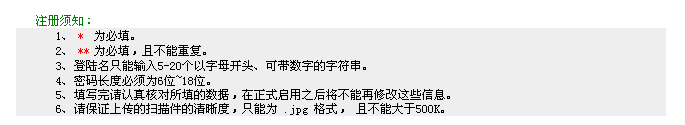 注册须知：
1、 * 为必填。
2、 ** 为必填，且不能重复。
3、登陆名只能输入5-20个以字母开头、可带数字的字符串。
4、密码长度必须为6位~18位。
5、填写完请认真核对所填的数据，在正式启用之后将不能再修改这些信息。
6、请保证上传的扫描件的清晰度，只能为 .jpg 格式， 且不能大于500K。